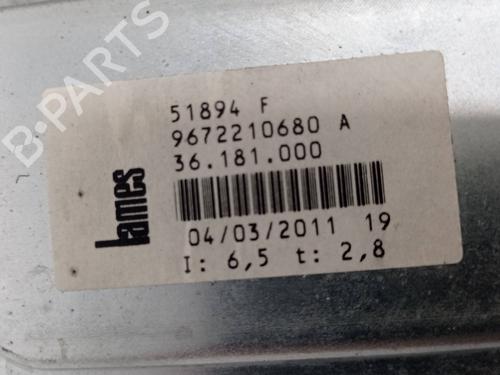 B-PARTS
51894 F
9672210680 A
36.181.000
lames
04/03/2011 19
I: 6,5 t: 2,8